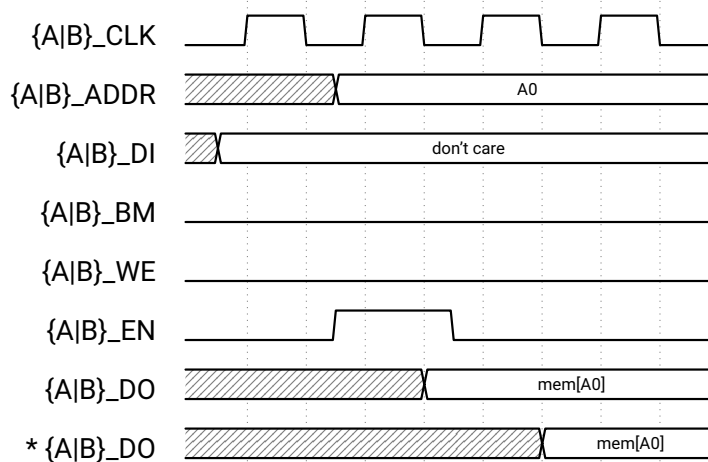 {A|B}_CLK
{A|B}_ADDR A0
{A|B}_DI don't care
{A|B}_BM
{A|B}_WE
{A|B}_EN
{A|B}_DO mem[A0]
* {A|B}_DO mem[A0]